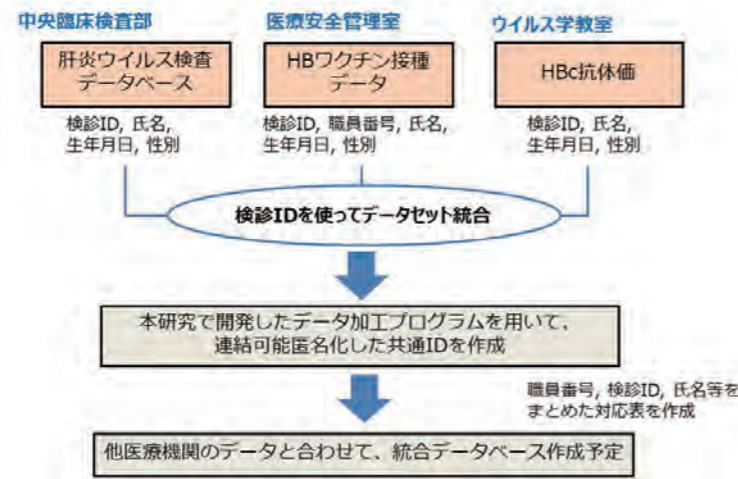 中央臨床検査部
医療安全管理室
ウイルス学教室
肝炎ウイルス検査
データベース
HBワクチン接種
データ
HBc抗体価
検診ID, 氏名,
生年月日, 性別
検診ID, 職員番号, 氏名,
生年月日, 性別
検診ID, 氏名,
生年月日, 性別
検診IDを使ってデータセット統合
本研究で開発したデータ加工プログラムを用いて、
連結可能匿名化した共通IDを作成
職員番号, 検診ID, 氏名等を
まとめた対応表を作成
他医療機関のデータと合わせて、統合データベース作成予定